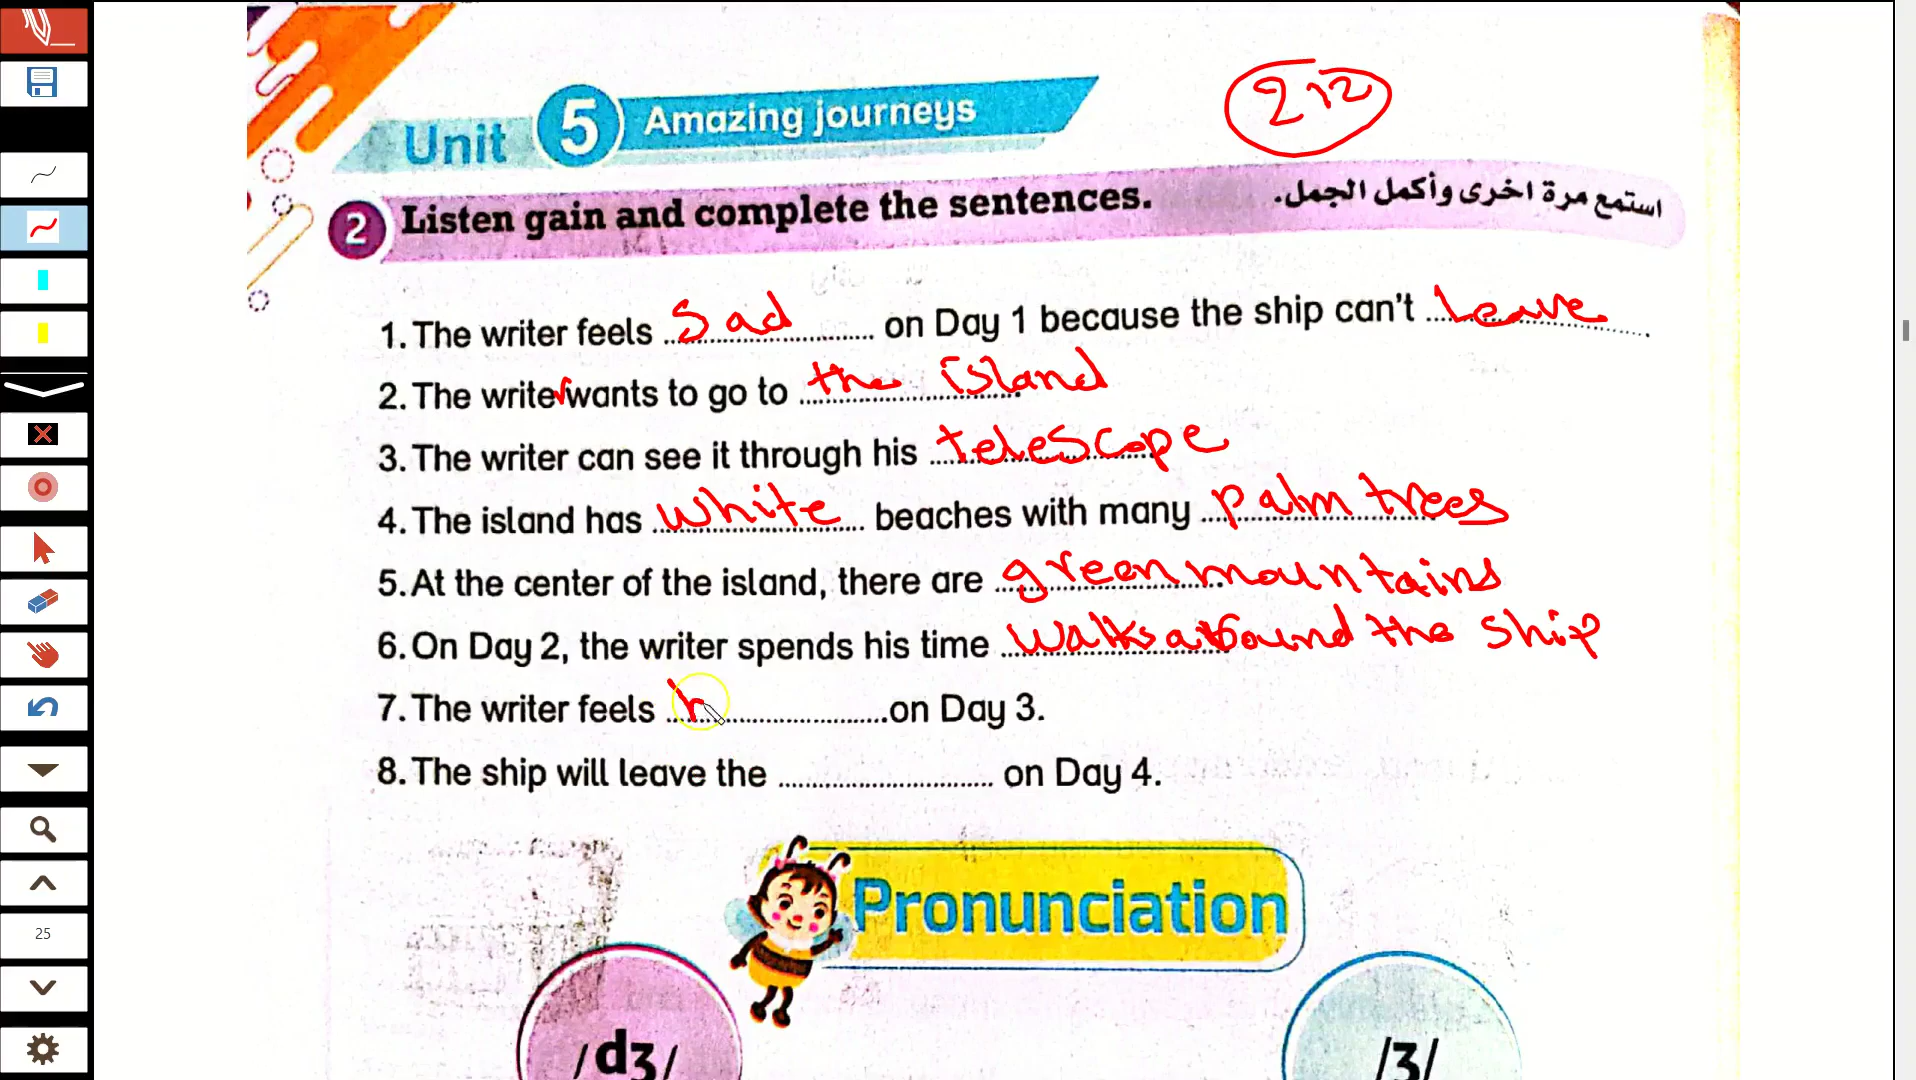 Unit 5 Amazing journeys
212
2 Listen gain and complete the sentences. استمع مرة اخرى وأكمل الجمل.
1. The writer feels sad on Day 1 because the ship can't leave
2. The writer wants to go to the island
3. The writer can see it through his telescope
4. The island has white beaches with many palm trees
5. At the center of the island, there are green mountains
6. On Day 2, the writer spends his time walks around the ship
7. The writer feels h on Day 3.
8. The ship will leave the on Day 4.
Pronunciation
/dʒ/ /ʒ/
25